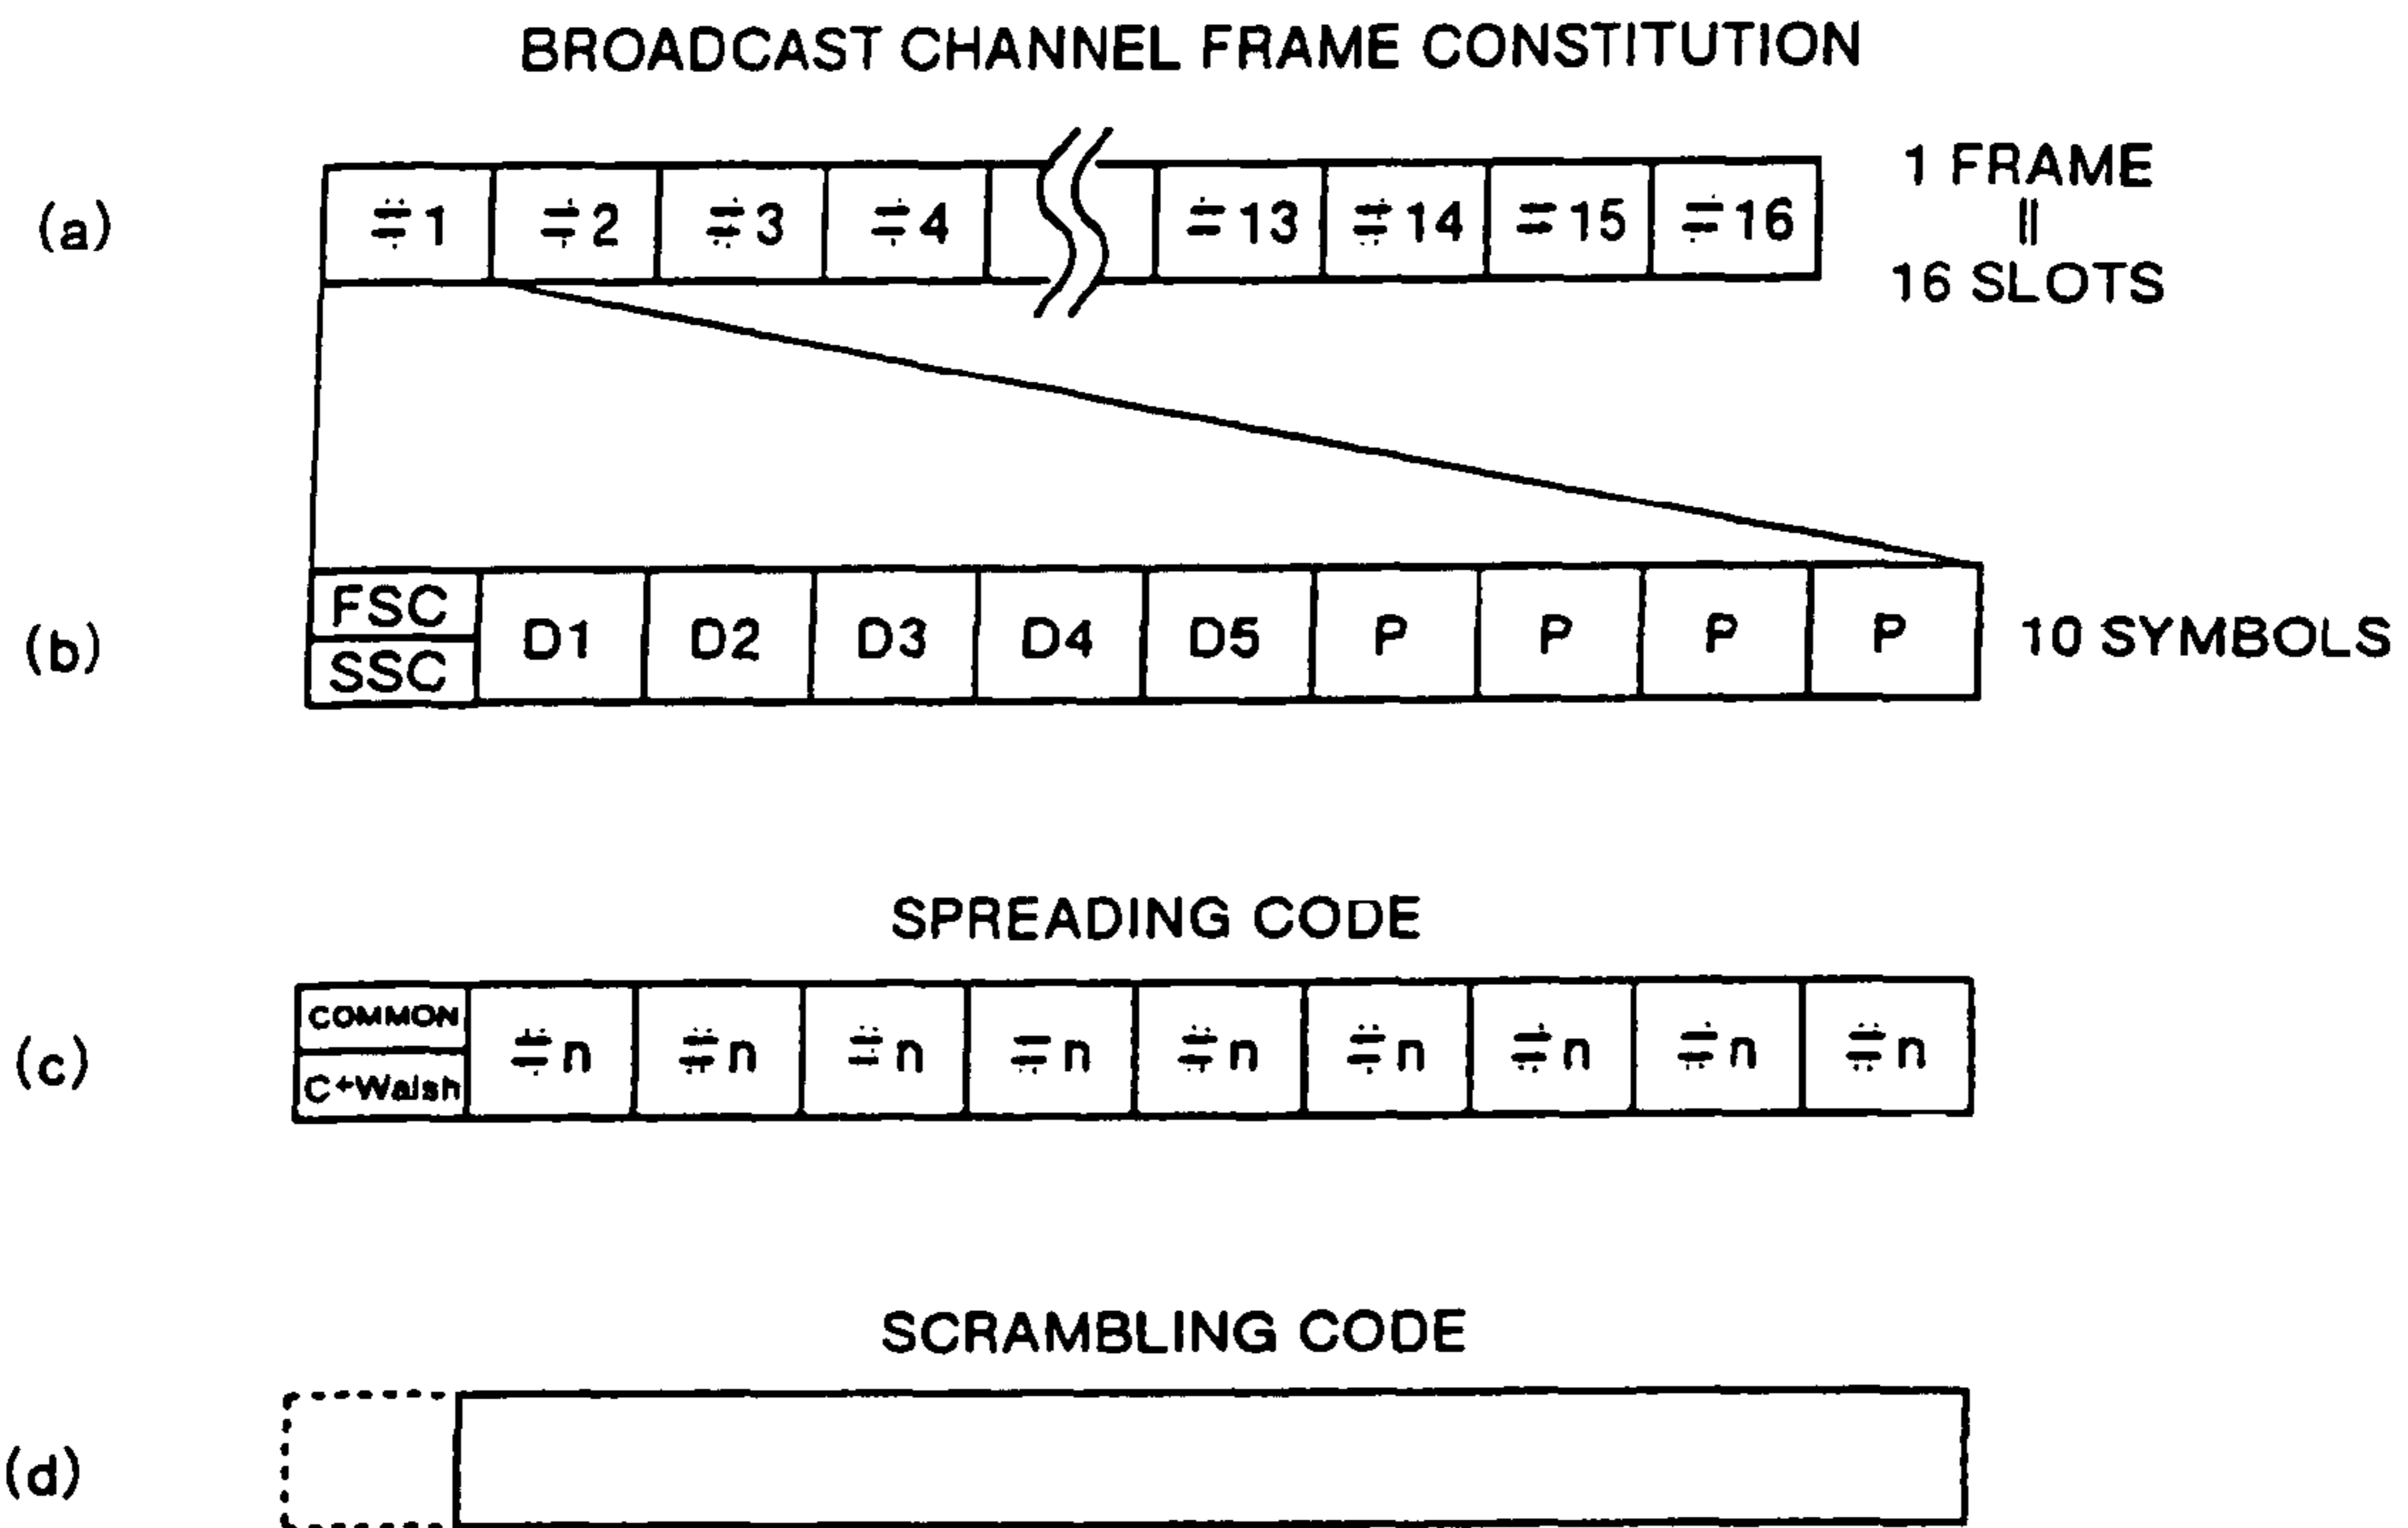 BROADCAST CHANNEL FRAME CONSTITUTION
(a) #1 #2 #3 #4 #13 #14 #15 #16 1 FRAME
||
16 SLOTS
(b) FSC SSC D1 D2 D3 D4 D5 P P P P 10 SYMBOLS
SPREADING CODE
(c) COMMON C+Walsh #n #n #n #n #n #n #n #n #n
SCRAMBLING CODE
(d)